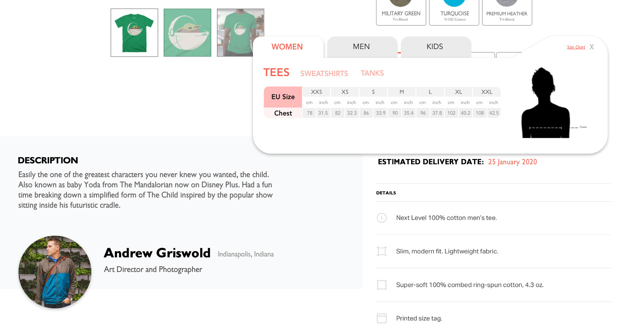 MILITARY GREEN
Tri-Blend
TURQUOISE
PREMIUM HEATHER
Tri-Blend
WOMEN
MEN
KIDS
Size Chart
X
TEES
SWEATSHIRTS
TANKS
EU Size
XXS
XS
S
M
L
XL
XXL
cm inch cm inch cm inch cm inch cm inch cm inch cm inch
Chest
78 31.5 82 32.3 86 33.9 90 35.4 96 37.8 102 40.2 108 42.5
DESCRIPTION
Easily the one of the greatest characters you never knew you wanted, the child.
Also known as baby Yoda from The Mandalorian now on Disney Plus. Had a fun
time breaking down a simplified form of The Child inspired by the popular show
sitting inside his futuristic cradle.
Andrew Griswold
Indianapolis, Indiana
Art Director and Photographer
ESTIMATED DELIVERY DATE: 25 January 2020
DETAILS
Next Level 100% cotton men's tee.
Slim, modern fit. Lightweight fabric.
Super-soft 100% combed ring-spun cotton, 4.3 oz.
Printed size tag.